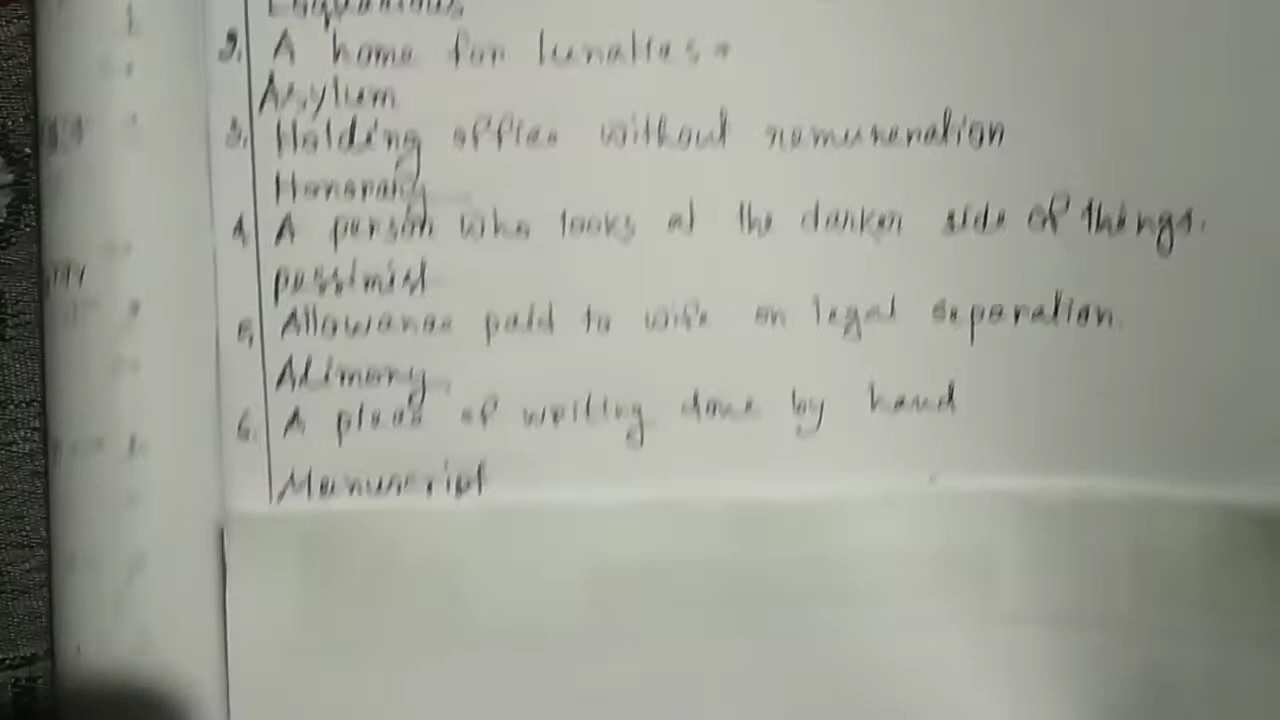 2. A home for lunatics
Asylum
3. Holding office without remuneration
Honorary
4. A person who looks at the darker side of things.
pessimist
5. Allowance paid to wife on legal separation.
Alimony.
6. A piece of writing done by hand
Manuscript